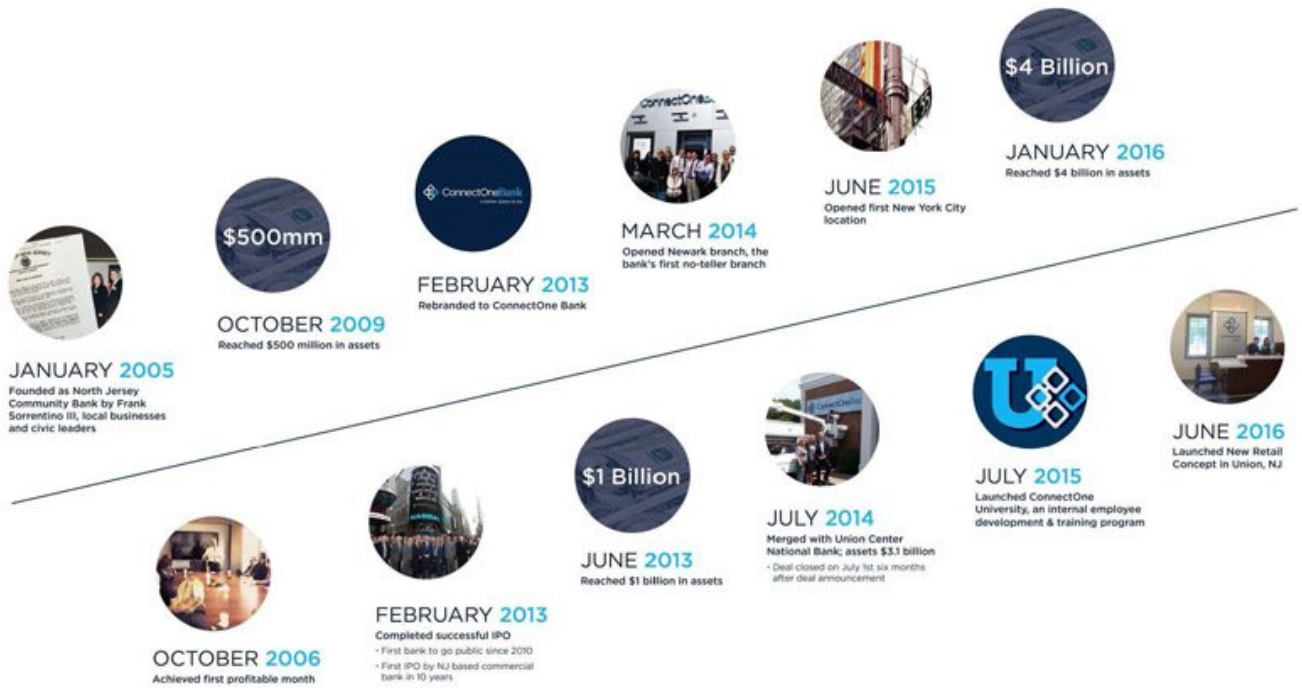 JANUARY 2005
Founded as North Jersey
Community Bank by Frank
Sorrentino III, local businesses
and civic leaders
OCTOBER 2006
Achieved first profitable month
$500mm
OCTOBER 2009
Reached $500 million in assets
ConnectOneBank
FEBRUARY 2013
Rebranded to ConnectOne Bank
FEBRUARY 2013
Completed successful IPO
- First bank to go public since 2010
- First IPO by NJ based commercial
bank in 10 years
$1 Billion
JUNE 2013
Reached $1 billion in assets
ConnectOne
MARCH 2014
Opened Newark branch, the
bank's first no-teller branch
ConnectOne
JULY 2014
Merged with Union Center
National Bank; assets $3.1 billion
- Deal closed on July 1st six months
after deal announcement
JUNE 2015
Opened first New York City
location
U
JULY 2015
Launched ConnectOne
University, an internal employee
development & training program
$4 Billion
JANUARY 2016
Reached $4 billion in assets
JUNE 2016
Launched New Retail
Concept in Union, NJ